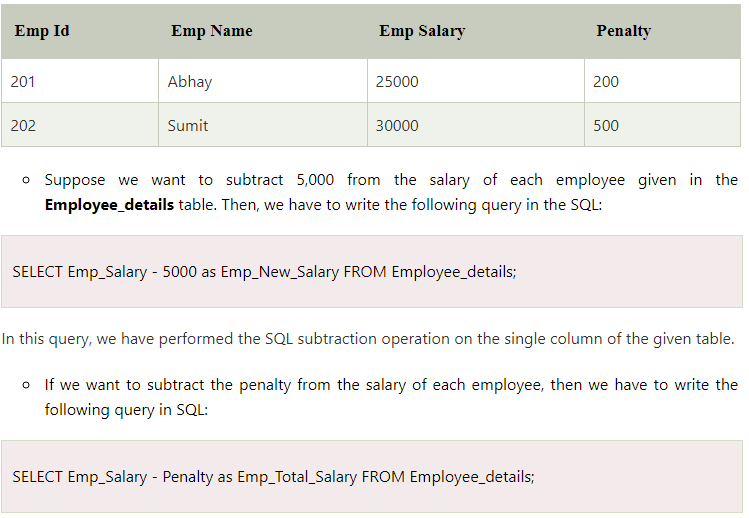 Emp Id Emp Name Emp Salary Penalty
201 Abhay 25000 200
202 Sumit 30000 500
Suppose we want to subtract 5,000 from the salary of each employee given in the
Employee_details table. Then, we have to write the following query in the SQL:
SELECT Emp_Salary - 5000 as Emp_New_Salary FROM Employee_details;
In this query, we have performed the SQL subtraction operation on the single column of the given table.
If we want to subtract the penalty from the salary of each employee, then we have to write the
following query in SQL:
SELECT Emp_Salary - Penalty as Emp_Total_Salary FROM Employee_details;